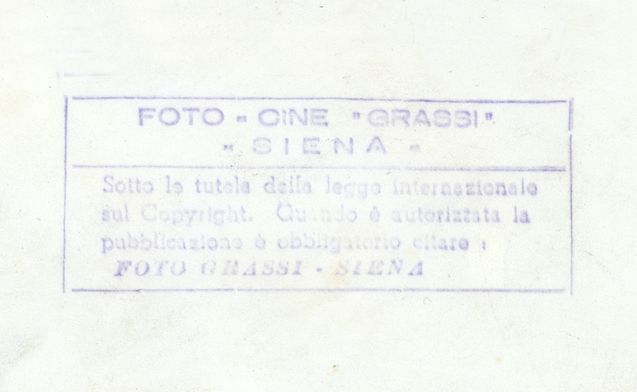 FOTO - CINE "GRASSI"
- SIENA -
Sotto la tutela della legge internazionale
sul Copyright. Quando è autorizzata la
pubblicazione è obbligatorio citare :
FOTO GRASSI - SIENA